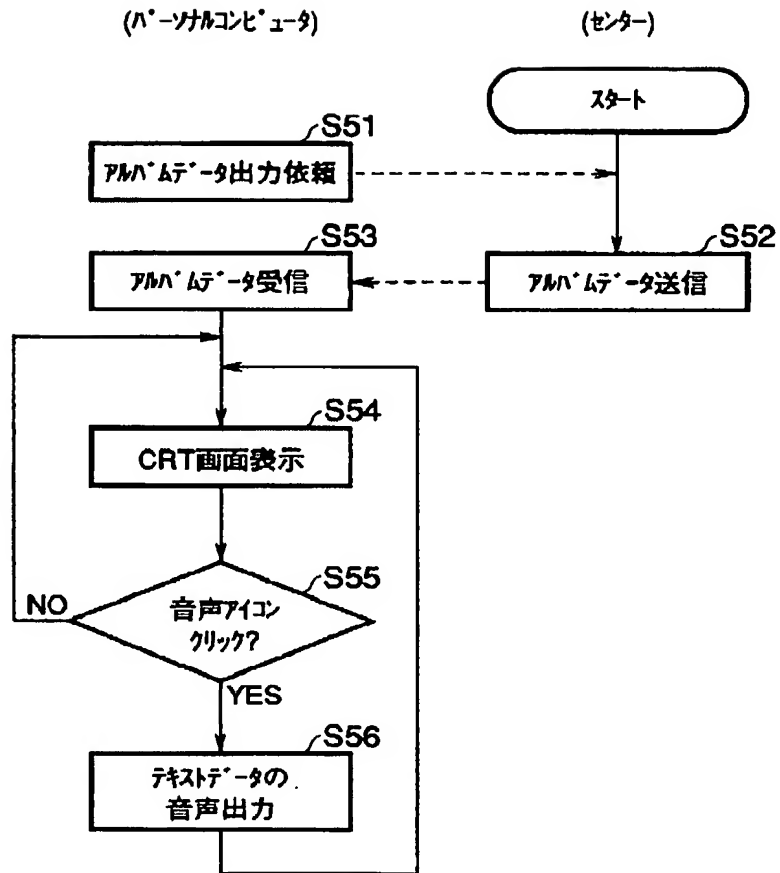 (ﾊﾟｰｿﾅﾙｺﾝﾋﾟｭｰﾀ)
(ｾﾝﾀｰ)
ｽﾀｰﾄ
S51
ｱﾙﾊﾞﾑﾃﾞｰﾀ出力依頼
S53
S52
ｱﾙﾊﾞﾑﾃﾞｰﾀ受信
ｱﾙﾊﾞﾑﾃﾞｰﾀ送信
S54
CRT画面表示
S55
NO
音声ｱｲｺﾝ
ｸﾘｯｸ?
YES
S56
ﾃｷｽﾄﾃﾞｰﾀの
音声出力